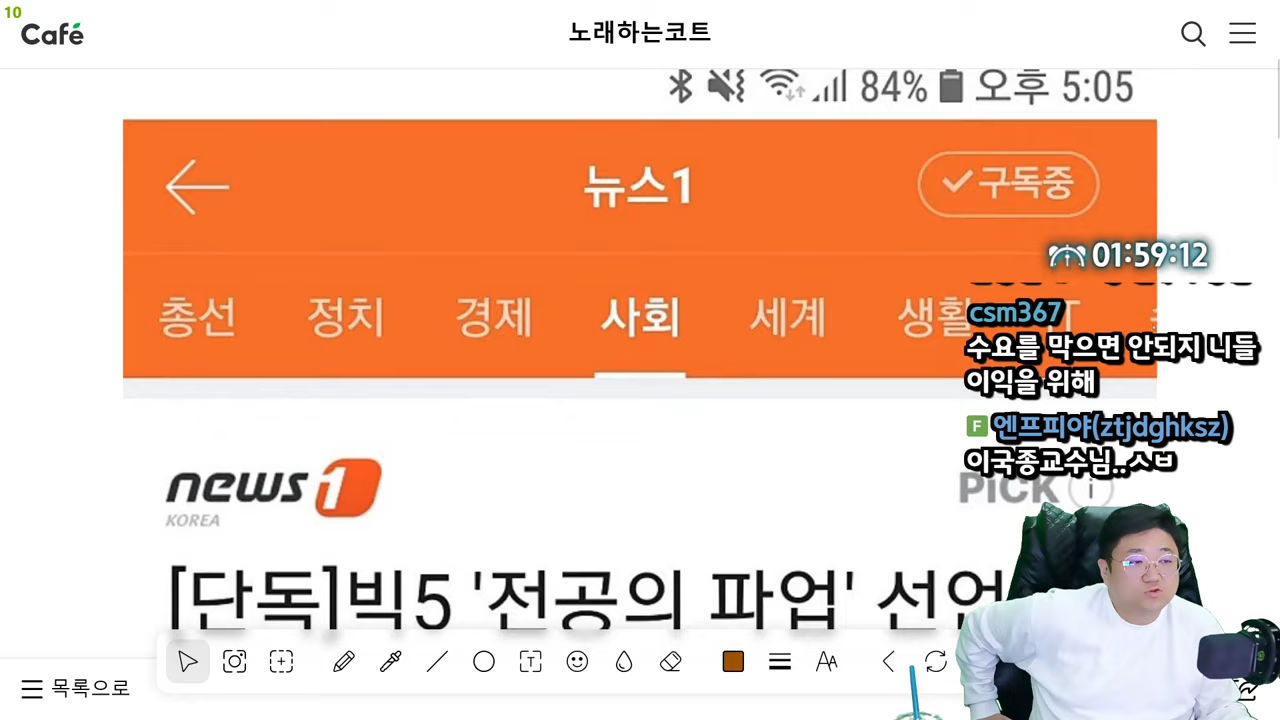 10
Café
노래하는코트
84% 오후 5:05
뉴스1
구독중
01:59:12
총선 정치 경제 사회 세계 생활
csm367
수요를 막으면 안되지 니들
이익을 위해
F 엔프피야(ztjdghksz)
이국종교수님..ㅅㅂ
news1
KOREA
PICK
[단독]빅5 '전공의 파업' 선언
목록으로